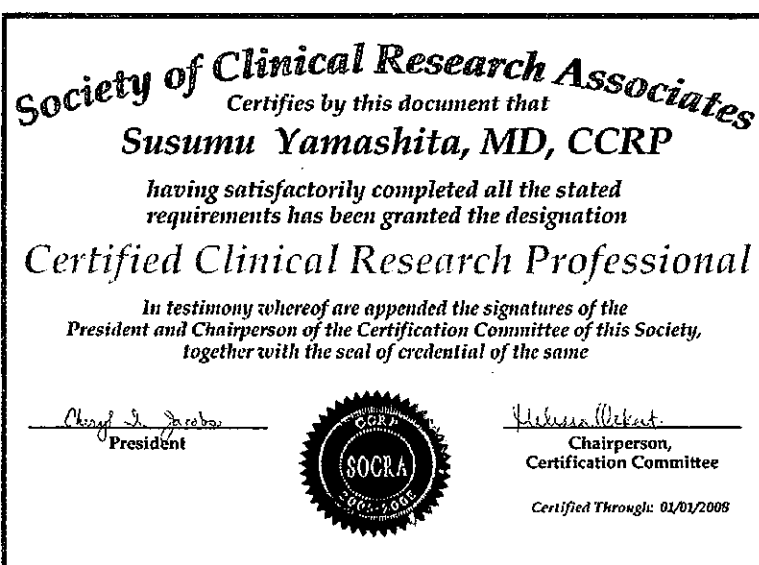 Society of Clinical Research Associates
Certifies by this document that
Susumu Yamashita, MD, CCRP
having satisfactorily completed all the stated
requirements has been granted the designation
Certified Clinical Research Professional
In testimony whereof are appended the signatures of the
President and Chairperson of the Certification Committee of this Society,
together with the seal of credential of the same
Cheryl Jacobs
President
CCRP
SOCRA
Chairperson,
Certification Committee
Certified Through: 01/01/2008